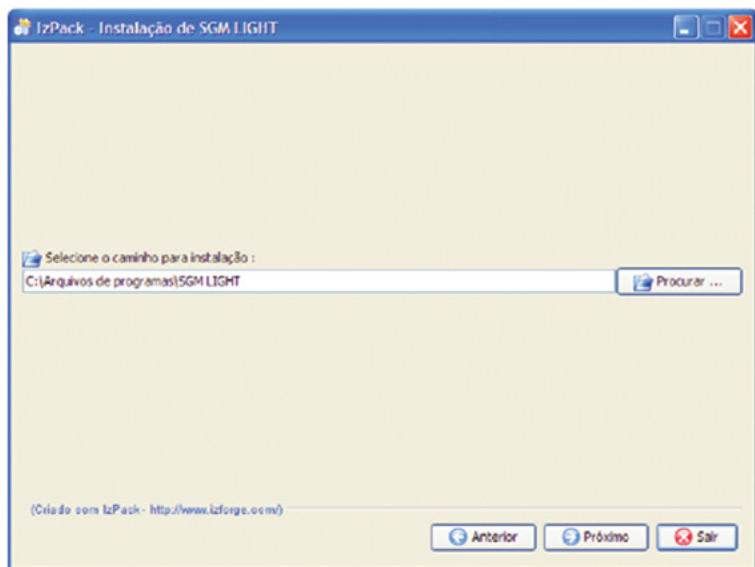 IzPack - Instalação de SGM LIGHT
Selecione o caminho para instalação :
C:\Arquivos de programas\SGM LIGHT
Procurar ...
(Criado com IzPack - http://www.izforge.com/)
Anterior
Próximo
Sair